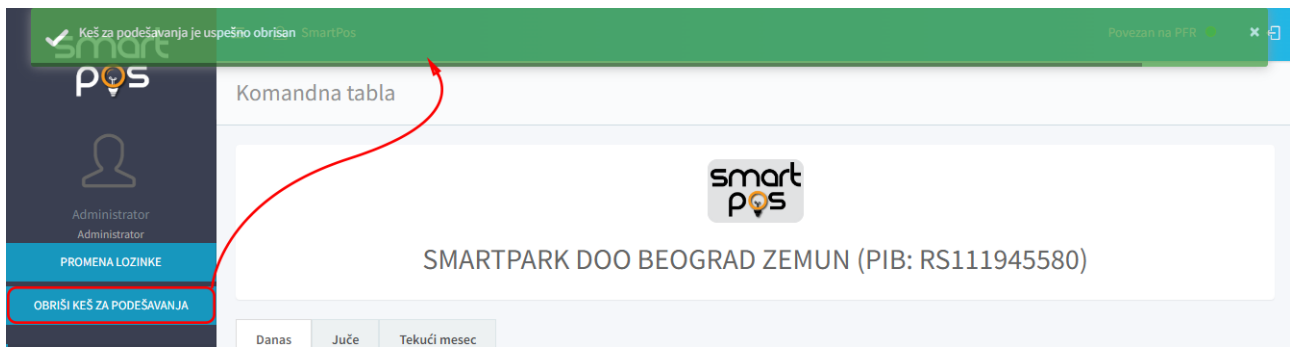 Keš za podešavanja je uspešno obrisan SmartPos
Povezan na PFR
smart
pos
Komandna tabla
Administrator
Administrator
PROMENA LOZINKE
OBRIŠI KEŠ ZA PODEŠAVANJA
smart
pos
SMARTPARK DOO BEOGRAD ZEMUN (PIB: RS111945580)
Danas Juče Tekući mesec